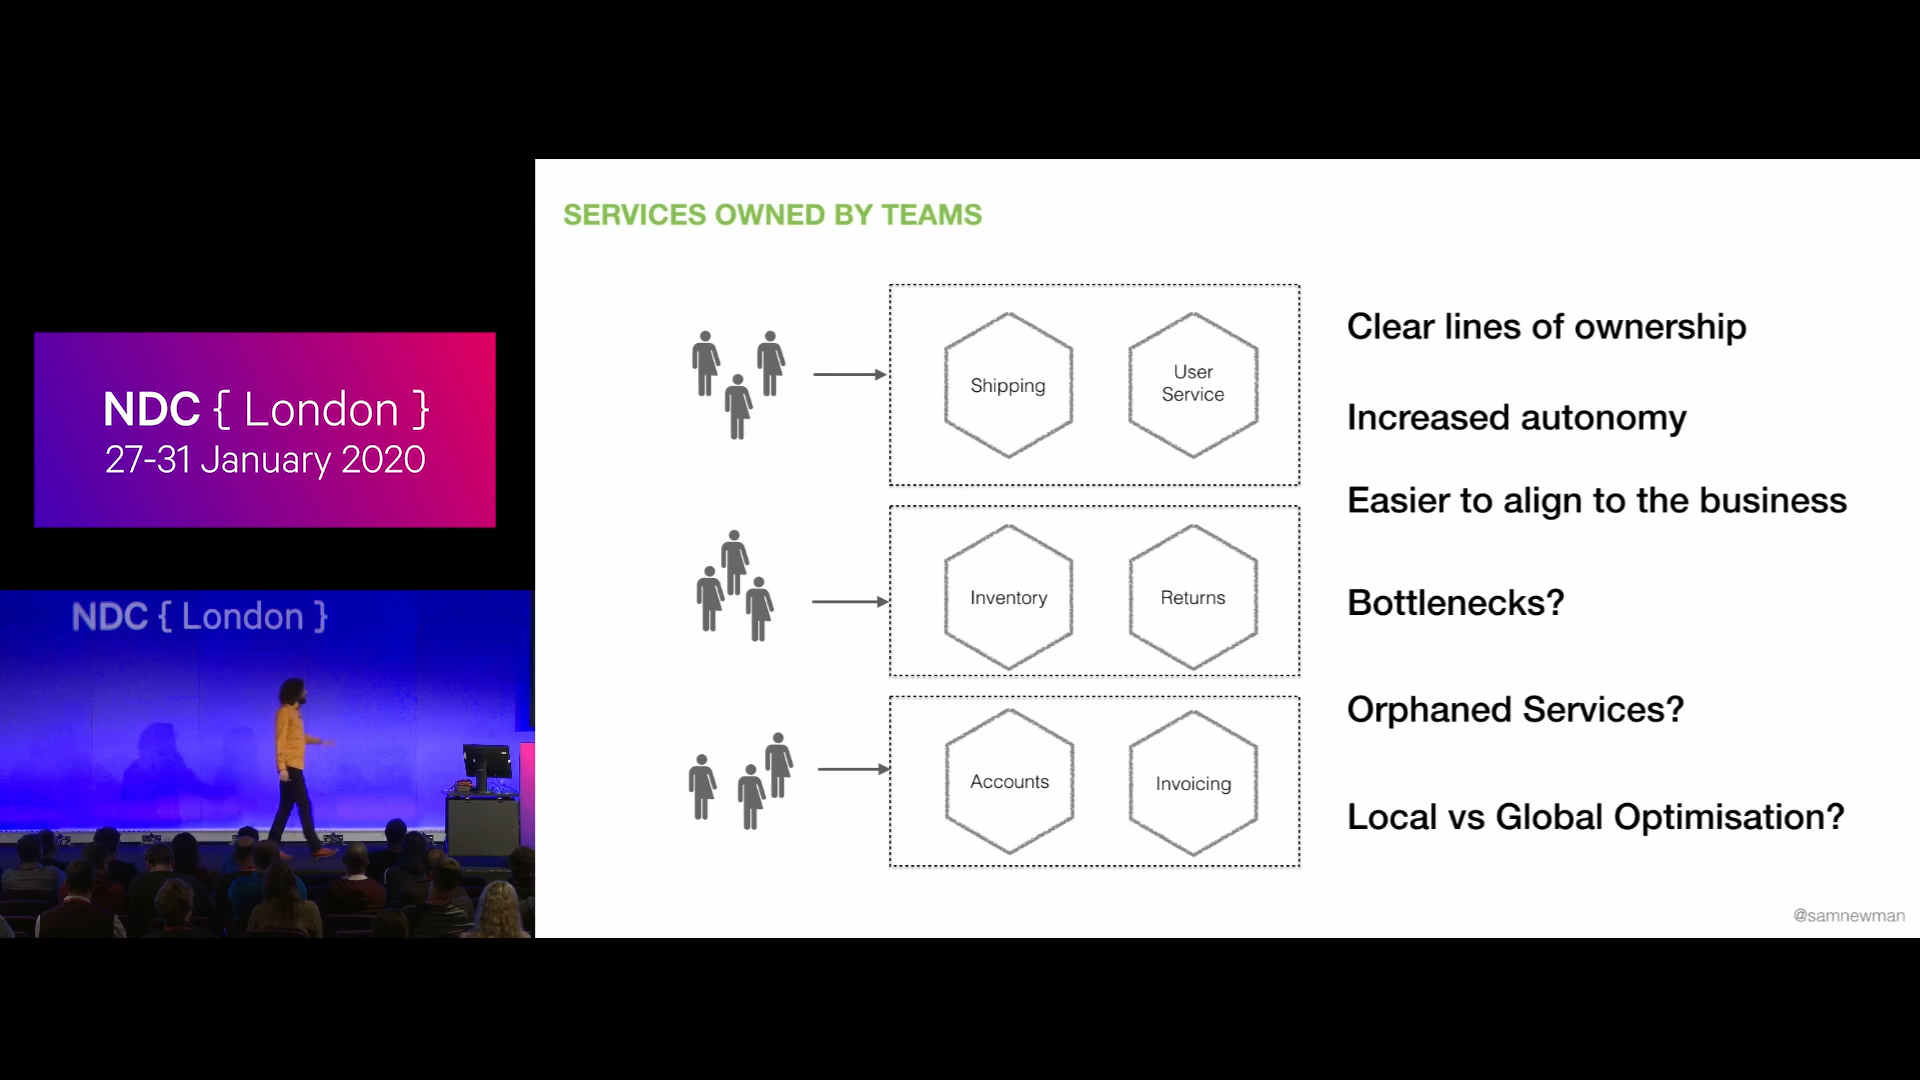 NDC { London }
27-31 January 2020
NDC { London }
SERVICES OWNED BY TEAMS
Shipping
User
Service
Inventory
Returns
Accounts
Invoicing
Clear lines of ownership
Increased autonomy
Easier to align to the business
Bottlenecks?
Orphaned Services?
Local vs Global Optimisation?
@samnewman